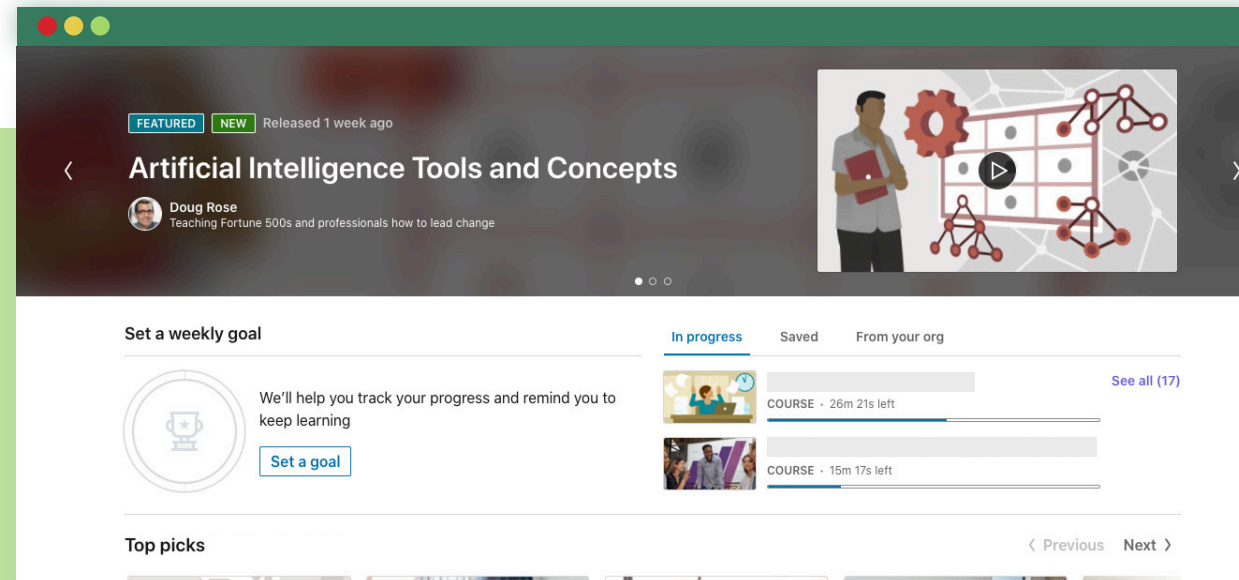 FEATURED NEW Released 1 week ago
Artificial Intelligence Tools and Concepts
Doug Rose
Teaching Fortune 500s and professionals how to lead change
Set a weekly goal
We’ll help you track your progress and remind you to
keep learning
Set a goal
In progress Saved From your org
See all (17)
COURSE • 26m 21s left
COURSE • 15m 17s left
Top picks
Previous Next